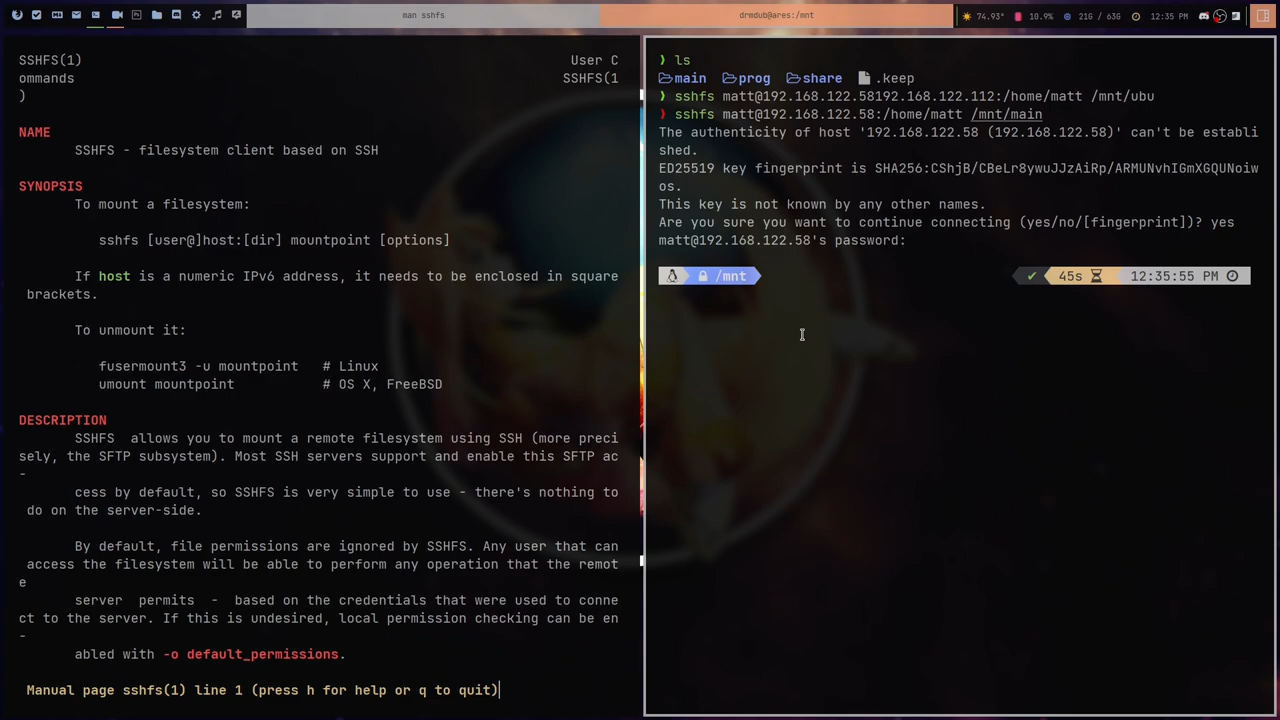 man sshfs
drmdub@ares:/mnt
74.93° 10.9% 21G / 63G 12:35 PM
SSHFS(1) User C
ommands SSHFS(1
)
NAME
SSHFS - filesystem client based on SSH
SYNOPSIS
To mount a filesystem:
sshfs [user@]host:[dir] mountpoint [options]
If host is a numeric IPv6 address, it needs to be enclosed in square
brackets.
To unmount it:
fusermount3 -u mountpoint # Linux
umount mountpoint # OS X, FreeBSD
DESCRIPTION
SSHFS allows you to mount a remote filesystem using SSH (more preci
sely, the SFTP subsystem). Most SSH servers support and enable this SFTP ac
-
cess by default, so SSHFS is very simple to use - there's nothing to
do on the server-side.
By default, file permissions are ignored by SSHFS. Any user that can
access the filesystem will be able to perform any operation that the remot
e
server permits - based on the credentials that were used to conne
ct to the server. If this is undesired, local permission checking can be en
-
abled with -o default_permissions.
Manual page sshfs(1) line 1 (press h for help or q to quit)
❯ ls
main prog share .keep
❯ sshfs matt@192.168.122.58192.168.122.112:/home/matt /mnt/ubu
❯ sshfs matt@192.168.122.58:/home/matt /mnt/main
The authenticity of host '192.168.122.58 (192.168.122.58)' can't be establi
shed.
ED25519 key fingerprint is SHA256:CShjB/CBeLr8ywuJJzAiRp/ARMUNvhIGmXGQUNoiw
os.
This key is not known by any other names.
Are you sure you want to continue connecting (yes/no/[fingerprint])? yes
matt@192.168.122.58's password:
/mnt ✔ 45s 12:35:55 PM